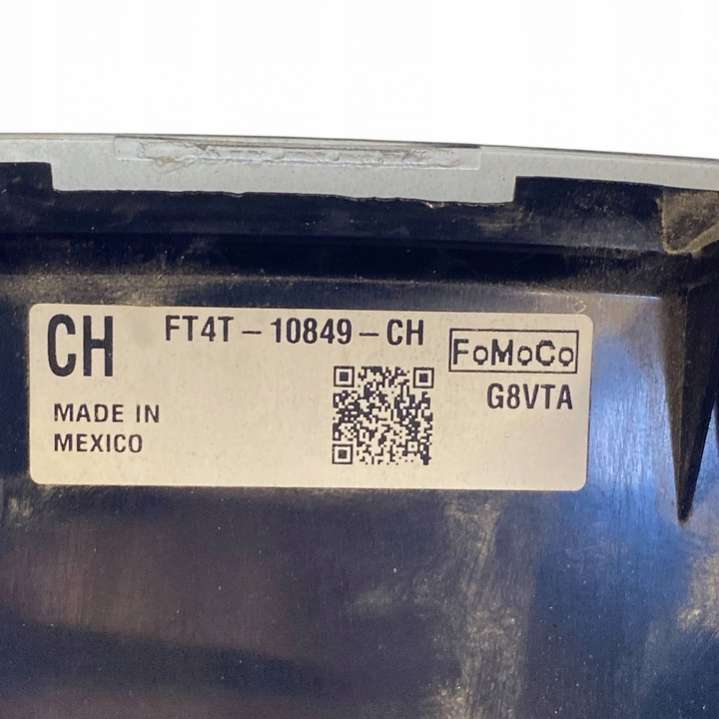 CH
FT4T-10849-CH
FoMoCo
G8VTA
MADE IN
MEXICO